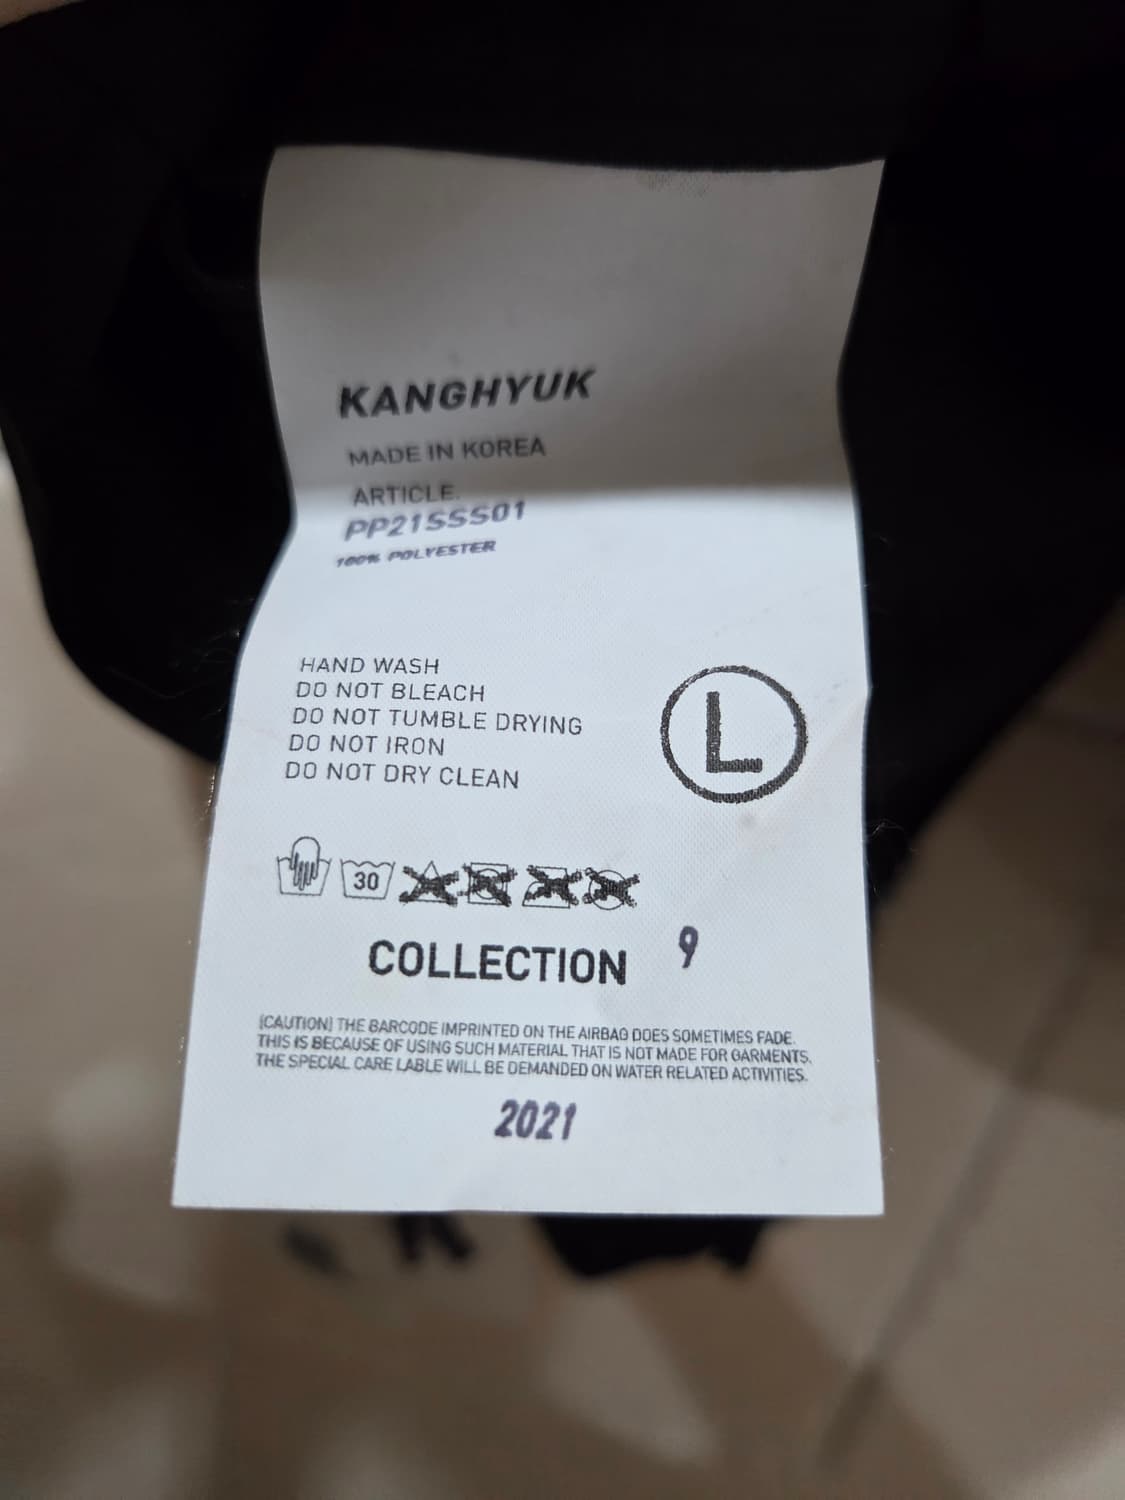 KANGHYUK
MADE IN KOREA
ARTICLE.
PP21SSS01
100% POLYESTER
HAND WASH
DO NOT BLEACH
DO NOT TUMBLE DRYING
DO NOT IRON
DO NOT DRY CLEAN
L
30
COLLECTION 9
[CAUTION] THE BARCODE IMPRINTED ON THE AIRBAG DOES SOMETIMES FADE.
THIS IS BECAUSE OF USING SUCH MATERIAL THAT IS NOT MADE FOR GARMENTS.
THE SPECIAL CARE LABLE WILL BE DEMANDED ON WATER RELATED ACTIVITIES.
2021